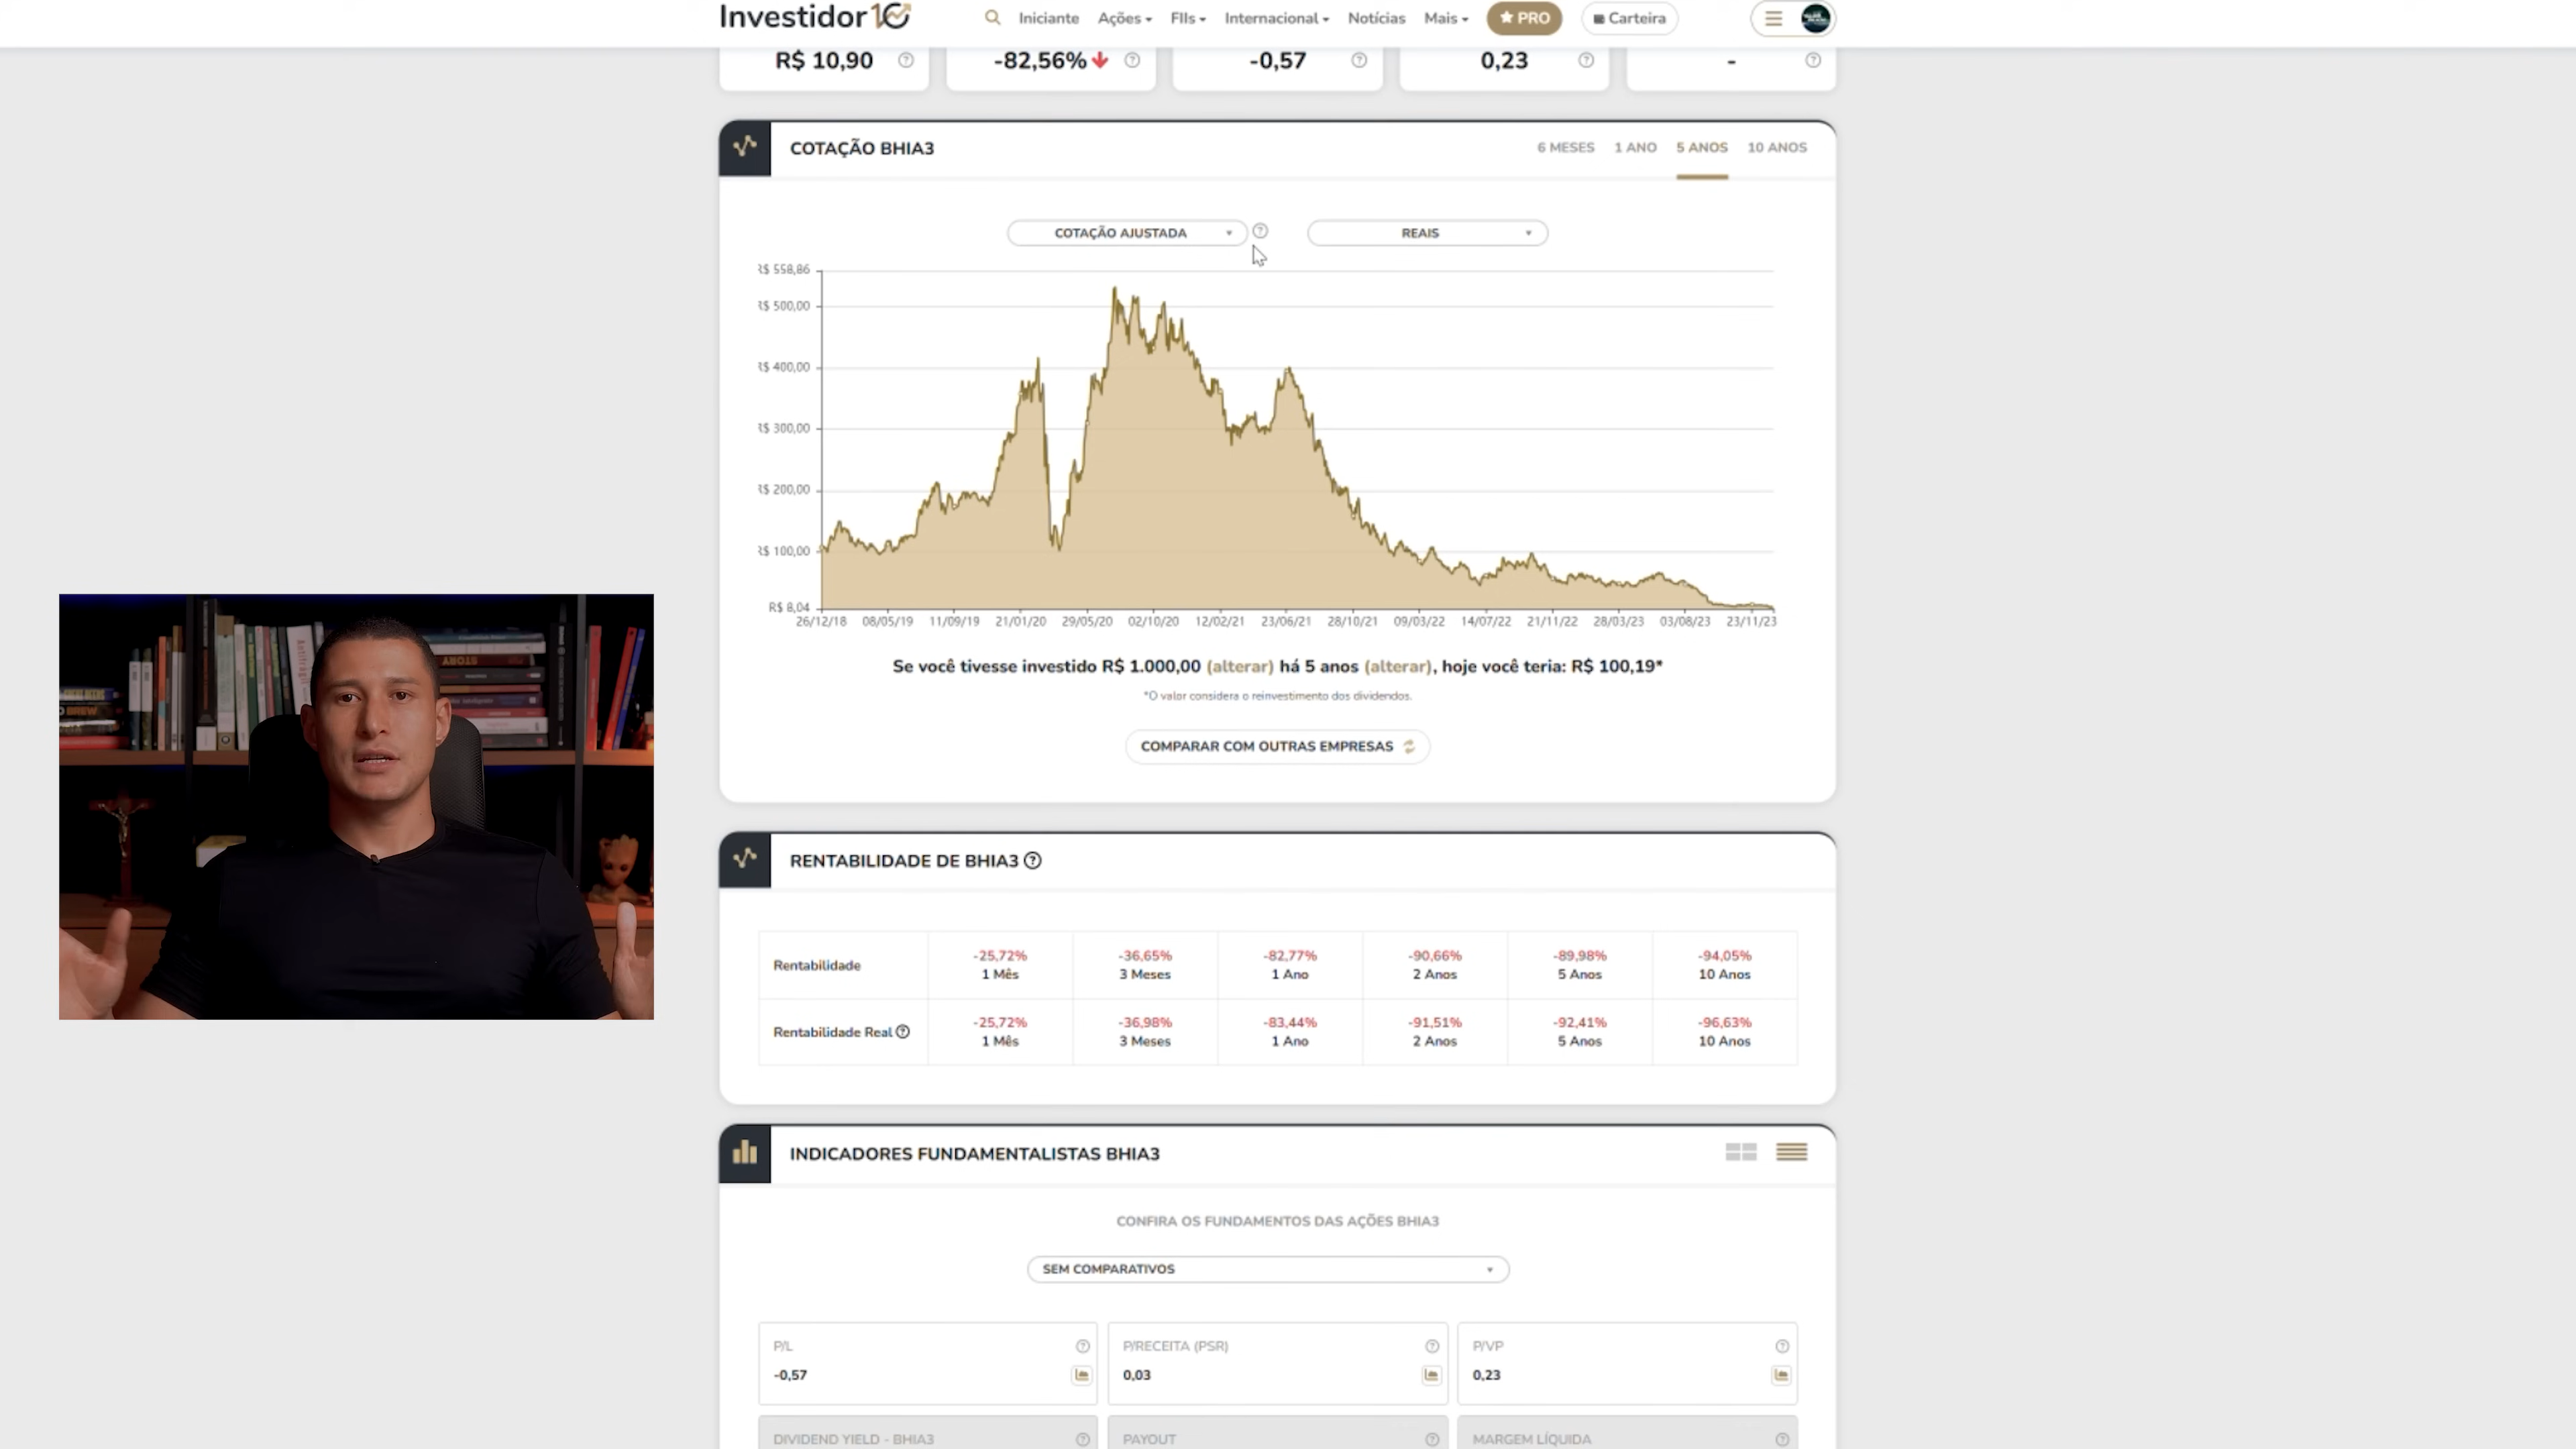 Investidor 10
Iniciante Ações FIIs Internacional Notícias Mais PRO Carteira
R$ 10,90 -82,56% -0,57 0,23 -
COTAÇÃO BHIA3
6 MESES 1 ANO 5 ANOS 10 ANOS
COTAÇÃO AJUSTADA REAIS
R$ 558,86
R$ 500,00
R$ 400,00
R$ 300,00
R$ 200,00
R$ 100,00
R$ 8,04
26/12/18 08/05/19 11/09/19 21/01/20 29/05/20 02/10/20 12/02/21 23/06/21 28/10/21 09/03/22 14/07/22 21/11/22 28/03/23 03/08/23 23/11/23
Se você tivesse investido R$ 1.000,00 (alterar) há 5 anos (alterar), hoje você teria: R$ 100,19*
*O valor considera o reinvestimento dos dividendos.
COMPARAR COM OUTRAS EMPRESAS
STORY
BREW
RENTABILIDADE DE BHIA3
Rentabilidade
-25,72% -36,65% -82,77% -90,66% -89,98% -94,05%
1 Mês 3 Meses 1 Ano 2 Anos 5 Anos 10 Anos
Rentabilidade Real
-25,72% -36,98% -83,44% -91,51% -92,41% -96,63%
1 Mês 3 Meses 1 Ano 2 Anos 5 Anos 10 Anos
INDICADORES FUNDAMENTALISTAS BHIA3
CONFIRA OS FUNDAMENTOS DAS AÇÕES BHIA3
SEM COMPARATIVOS
P/L P/RECEITA (PSR) P/VP
-0,57 0,03 0,23
DIVIDEND YIELD - BHIA3 PAYOUT MARGEM LÍQUIDA